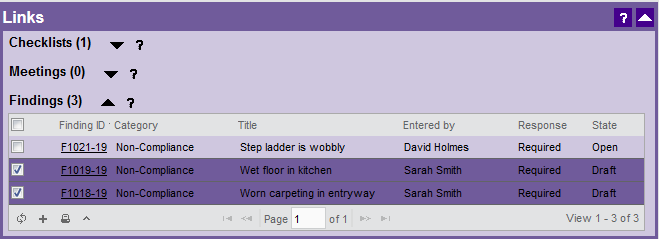 Links ?
Checklists (1) ?
Meetings (0) ?
Findings (3) ?
Finding ID Category Title Entered by Response State
F1021-19 Non-Compliance Step ladder is wobbly David Holmes Required Open
F1019-19 Non-Compliance Wet floor in kitchen Sarah Smith Required Draft
F1018-19 Non-Compliance Worn carpeting in entryway Sarah Smith Required Draft
Page 1 of 1 View 1 - 3 of 3